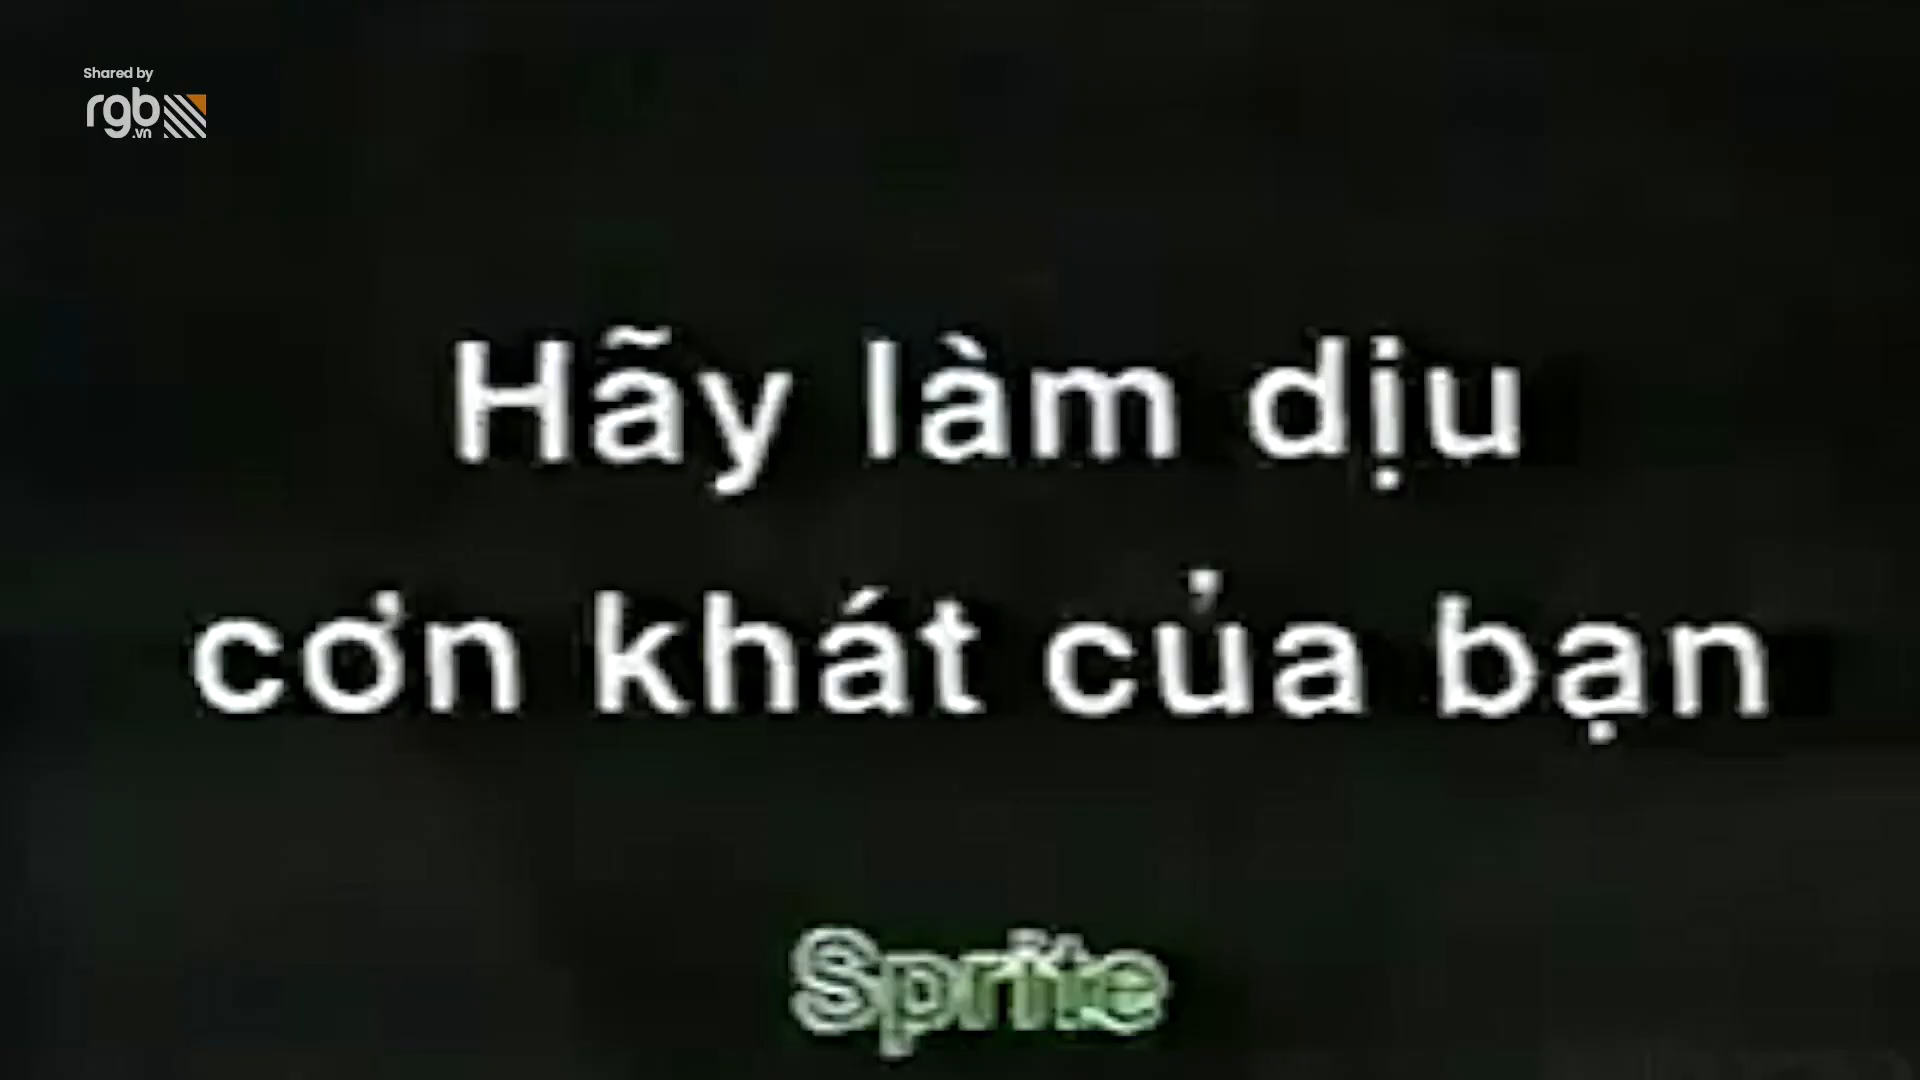 Shared by
rgb
.vn
Hãy làm dịu
cơn khát của bạn
Sprite